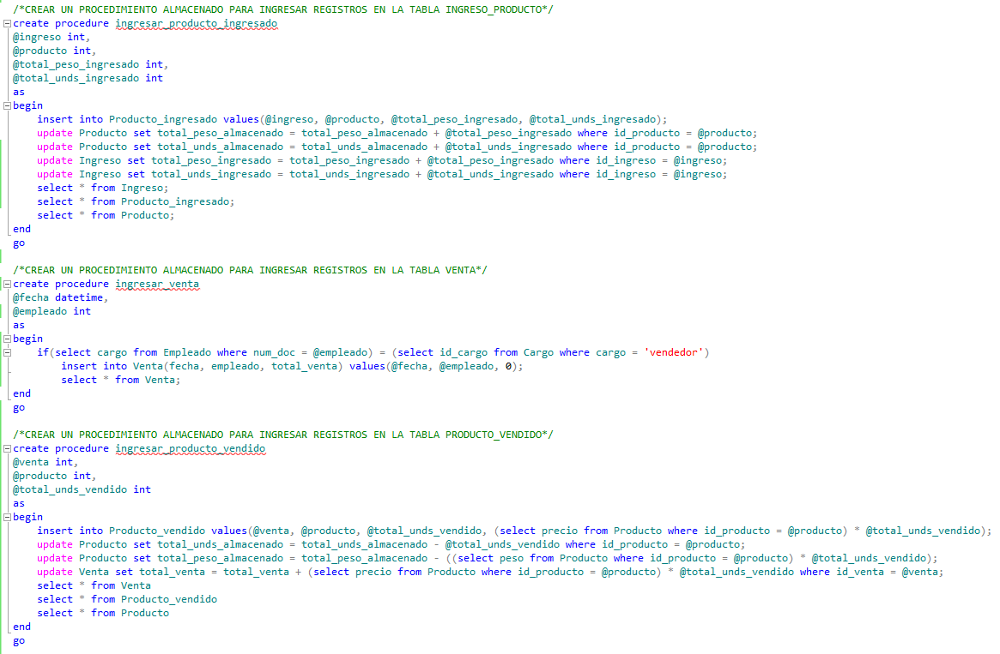 /*CREAR UN PROCEDIMIENTO ALMACENADO PARA INGRESAR REGISTROS EN LA TABLA INGRESO_PRODUCTO*/
create procedure ingresar_producto_ingresado
@ingreso int,
@producto int,
@total_peso_ingresado int,
@total_unds_ingresado int
as
begin
    insert into Producto_ingresado values(@ingreso, @producto, @total_peso_ingresado, @total_unds_ingresado);
    update Producto set total_peso_almacenado = total_peso_almacenado + @total_peso_ingresado where id_producto = @producto;
    update Producto set total_unds_almacenado = total_unds_almacenado + @total_unds_ingresado where id_producto = @producto;
    update Ingreso set total_peso_ingresado = total_peso_ingresado + @total_peso_ingresado where id_ingreso = @ingreso;
    update Ingreso set total_unds_ingresado = total_unds_ingresado + @total_unds_ingresado where id_ingreso = @ingreso;
    select * from Ingreso;
    select * from Producto_ingresado;
    select * from Producto;
end
go

/*CREAR UN PROCEDIMIENTO ALMACENADO PARA INGRESAR REGISTROS EN LA TABLA VENTA*/
create procedure ingresar_venta
@fecha datetime,
@empleado int
as
begin
    if(select cargo from Empleado where num_doc = @empleado) = (select id_cargo from Cargo where cargo = 'vendedor')
        insert into Venta(fecha, empleado, total_venta) values(@fecha, @empleado, 0);
        select * from Venta;
end
go

/*CREAR UN PROCEDIMIENTO ALMACENADO PARA INGRESAR REGISTROS EN LA TABLA PRODUCTO_VENDIDO*/
create procedure ingresar_producto_vendido
@venta int,
@producto int,
@total_unds_vendido int
as
begin
    insert into Producto_vendido values(@venta, @producto, @total_unds_vendido, (select precio from Producto where id_producto = @producto) * @total_unds_vendido);
    update Producto set total_unds_almacenado = total_unds_almacenado - @total_unds_vendido where id_producto = @producto;
    update Producto set total_peso_almacenado = total_peso_almacenado - ((select peso from Producto where id_producto = @producto) * @total_unds_vendido);
    update Venta set total_venta = total_venta + (select precio from Producto where id_producto = @producto) * @total_unds_vendido where id_venta = @venta;
    select * from Venta
    select * from Producto_vendido
    select * from Producto
end
go